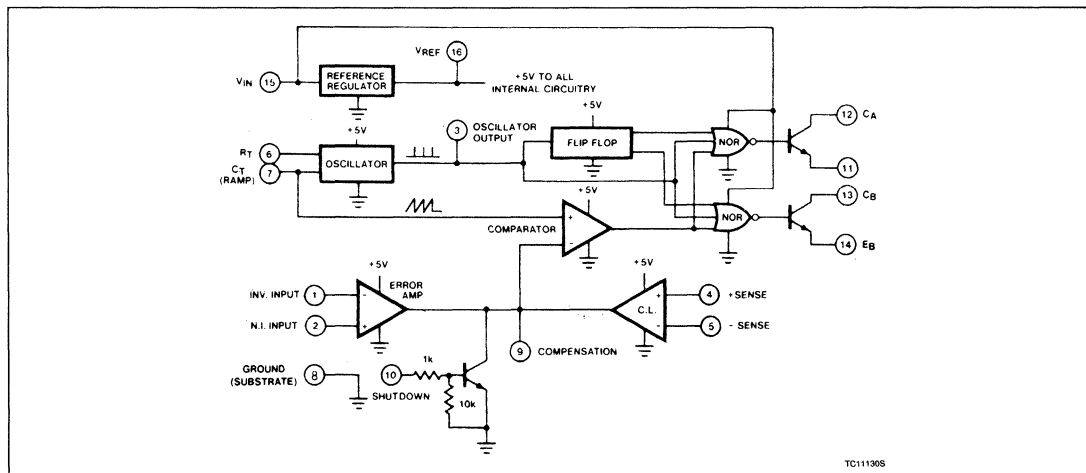 VREF
16
VIN 15
REFERENCE
REGULATOR
+5V TO ALL
INTERNAL CIRCUITRY
+5V
3 OSCILLATOR
OUTPUT
+5V
12 CA
RT 6
OSCILLATOR
FLIP FLOP
NOR
CT 7
(RAMP)
11
+5V
13 CB
COMPARATOR
+
-
NOR
14 EB
+5V
ERROR
AMP
+5V
INV. INPUT 1
-
C.L.
+
4 +SENSE
N.I. INPUT 2
+
-
5 - SENSE
9 COMPENSATION
GROUND 8
(SUBSTRATE)
1k
10
SHUTDOWN
10k
TC11130S